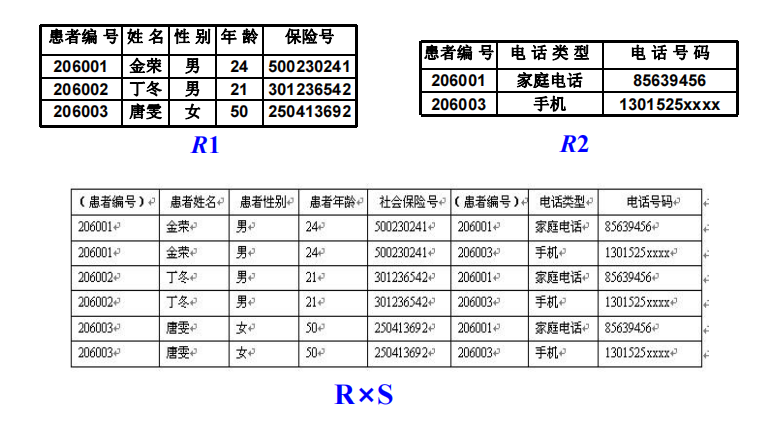 患者编号 姓名 性别 年龄 保险号
206001 金荣 男 24 500230241
206002 丁冬 男 21 301236542
206003 唐雯 女 50 250413692
R1
患者编号 电话类型 电话号码
206001 家庭电话 85639456
206003 手机 1301525xxxx
R2
（患者编号） 患者姓名 患者性别 患者年龄 社会保险号 （患者编号） 电话类型 电话号码
206001 金荣 男 24 500230241 206001 家庭电话 85639456
206001 金荣 男 24 500230241 206003 手机 1301525xxxx
206002 丁冬 男 21 301236542 206001 家庭电话 85639456
206002 丁冬 男 21 301236542 206003 手机 1301525xxxx
206003 唐雯 女 50 250413692 206001 家庭电话 85639456
206003 唐雯 女 50 250413692 206003 手机 1301525xxxx
R×S